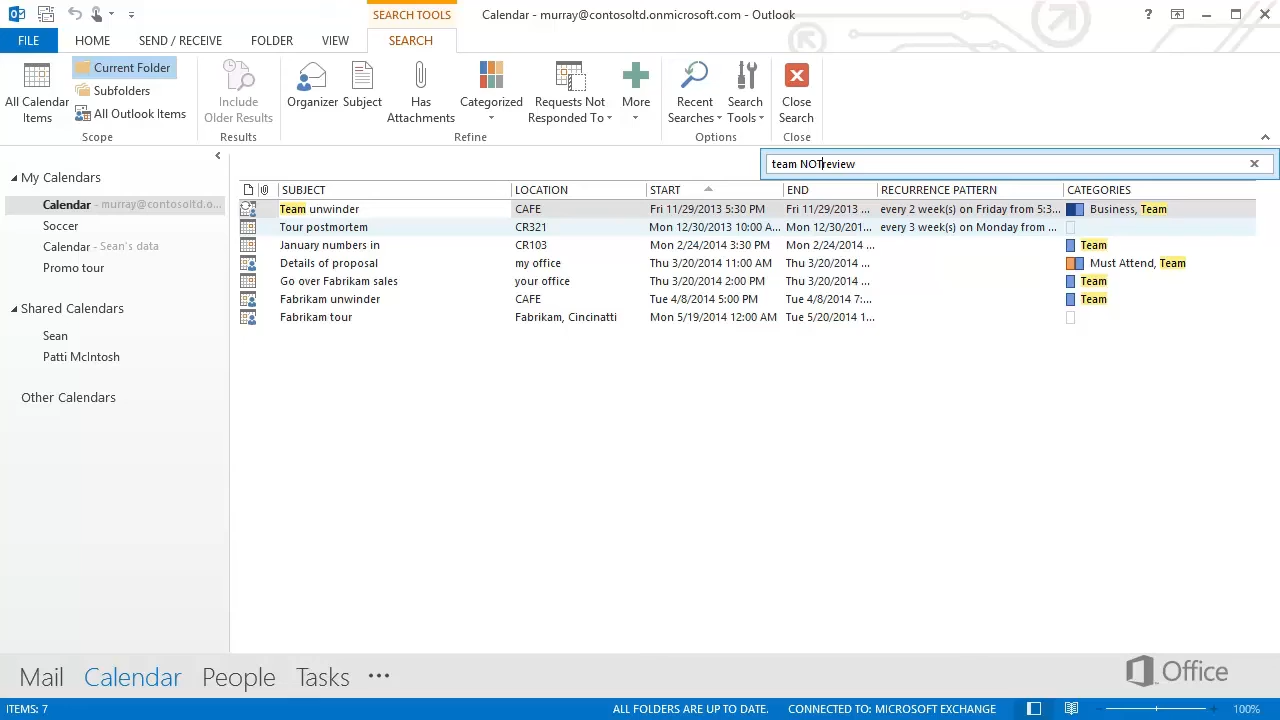 SEARCH TOOLS
Calendar - murray@contosoltd.onmicrosoft.com - Outlook
?
FILE HOME SEND / RECEIVE FOLDER VIEW SEARCH
All Calendar Items
Current Folder
Subfolders
All Outlook Items
Scope
Include Older Results
Results
Organizer
Subject
Has Attachments
Categorized
Requests Not Responded To
More
Refine
Recent Searches
Search Tools
Options
Close Search
Close
team NOTreview
My Calendars
Calendar - murray@contosoltd.o...
Soccer
Calendar - Sean's data
Promo tour
Shared Calendars
Sean
Patti McIntosh
Other Calendars
SUBJECT LOCATION START END RECURRENCE PATTERN CATEGORIES
Team unwinder CAFE Fri 11/29/2013 5:30 PM Fri 11/29/2013 ... every 2 week(s) on Friday from 5:3... Business, Team
Tour postmortem CR321 Mon 12/30/2013 10:00 A... Mon 12/30/201... every 3 week(s) on Monday from ...
January numbers in CR103 Mon 2/24/2014 3:30 PM Mon 2/24/2014 ... Team
Details of proposal my office Thu 3/20/2014 11:00 AM Thu 3/20/2014 ... Must Attend, Team
Go over Fabrikam sales your office Thu 3/20/2014 2:00 PM Thu 3/20/2014 ... Team
Fabrikam unwinder CAFE Tue 4/8/2014 5:00 PM Tue 4/8/2014 7:... Team
Fabrikam tour Fabrikam, Cincinatti Mon 5/19/2014 12:00 AM Tue 5/20/2014 1...
Mail Calendar People Tasks •••
Office
ITEMS: 7 ALL FOLDERS ARE UP TO DATE. CONNECTED TO: MICROSOFT EXCHANGE 100%